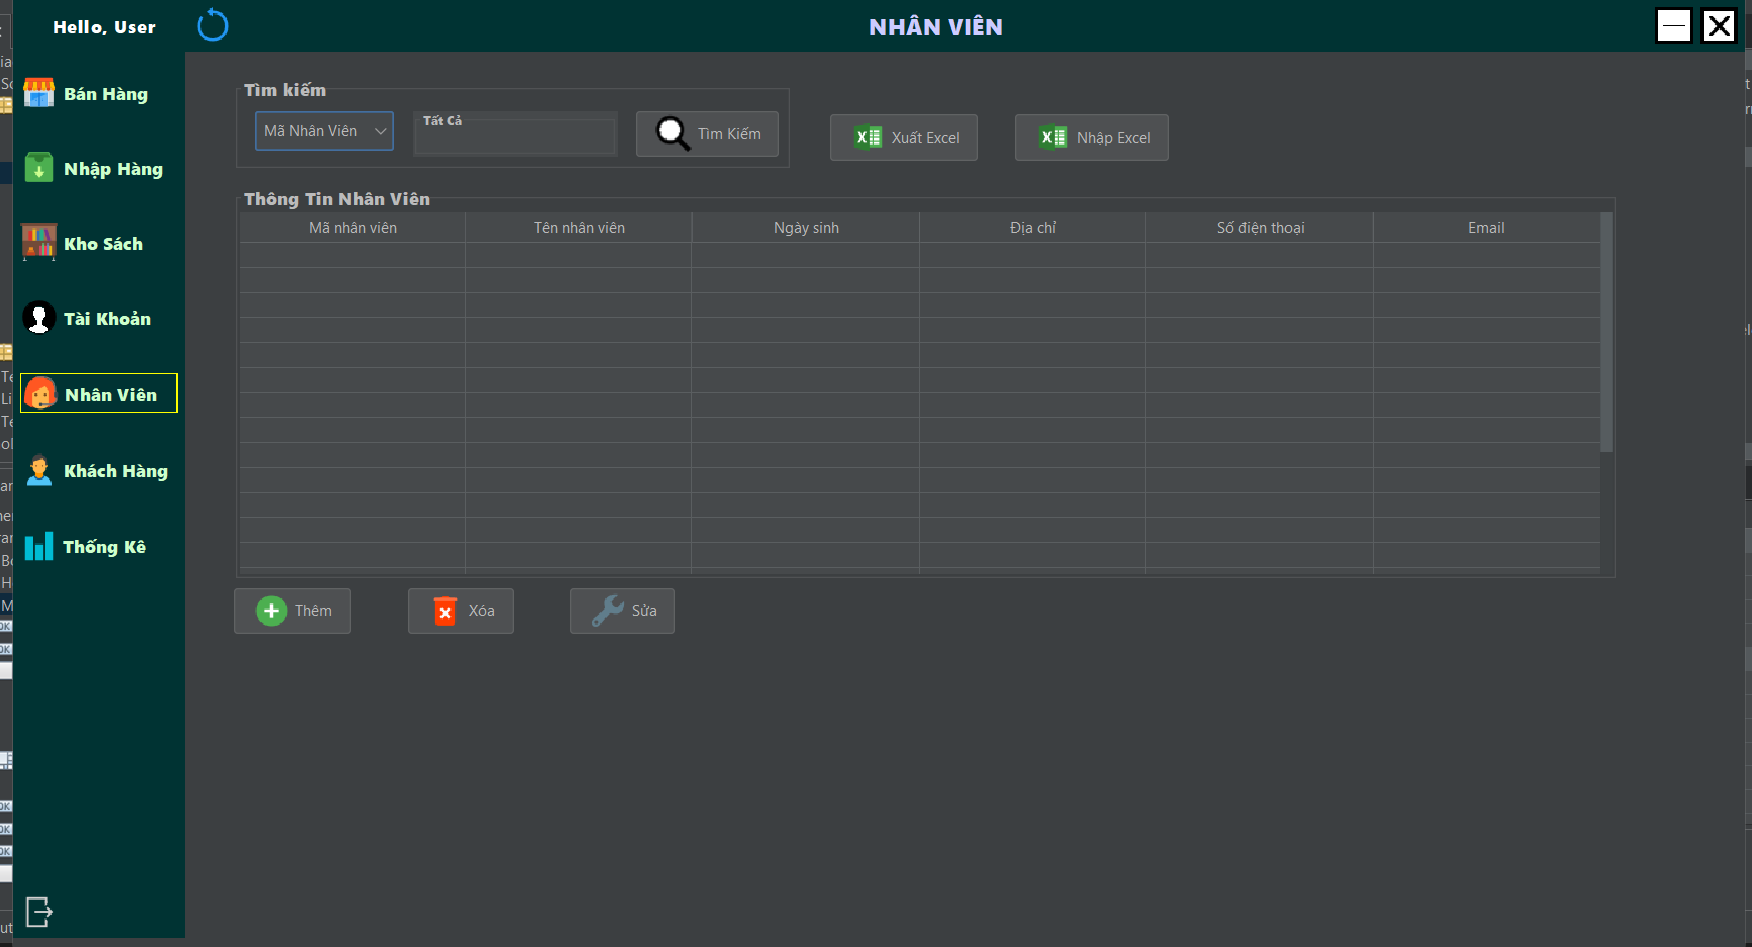 Hello, User
NHÂN VIÊN
Bán Hàng
Nhập Hàng
Kho Sách
Tài Khoản
Nhân Viên
Khách Hàng
Thống Kê
Tìm kiếm
Mã Nhân Viên
Tất Cả
Tìm Kiếm
Xuất Excel
Nhập Excel
Thông Tin Nhân Viên
Mã nhân viên Tên nhân viên Ngày sinh Địa chỉ Số điện thoại Email
Thêm
Xóa
Sửa